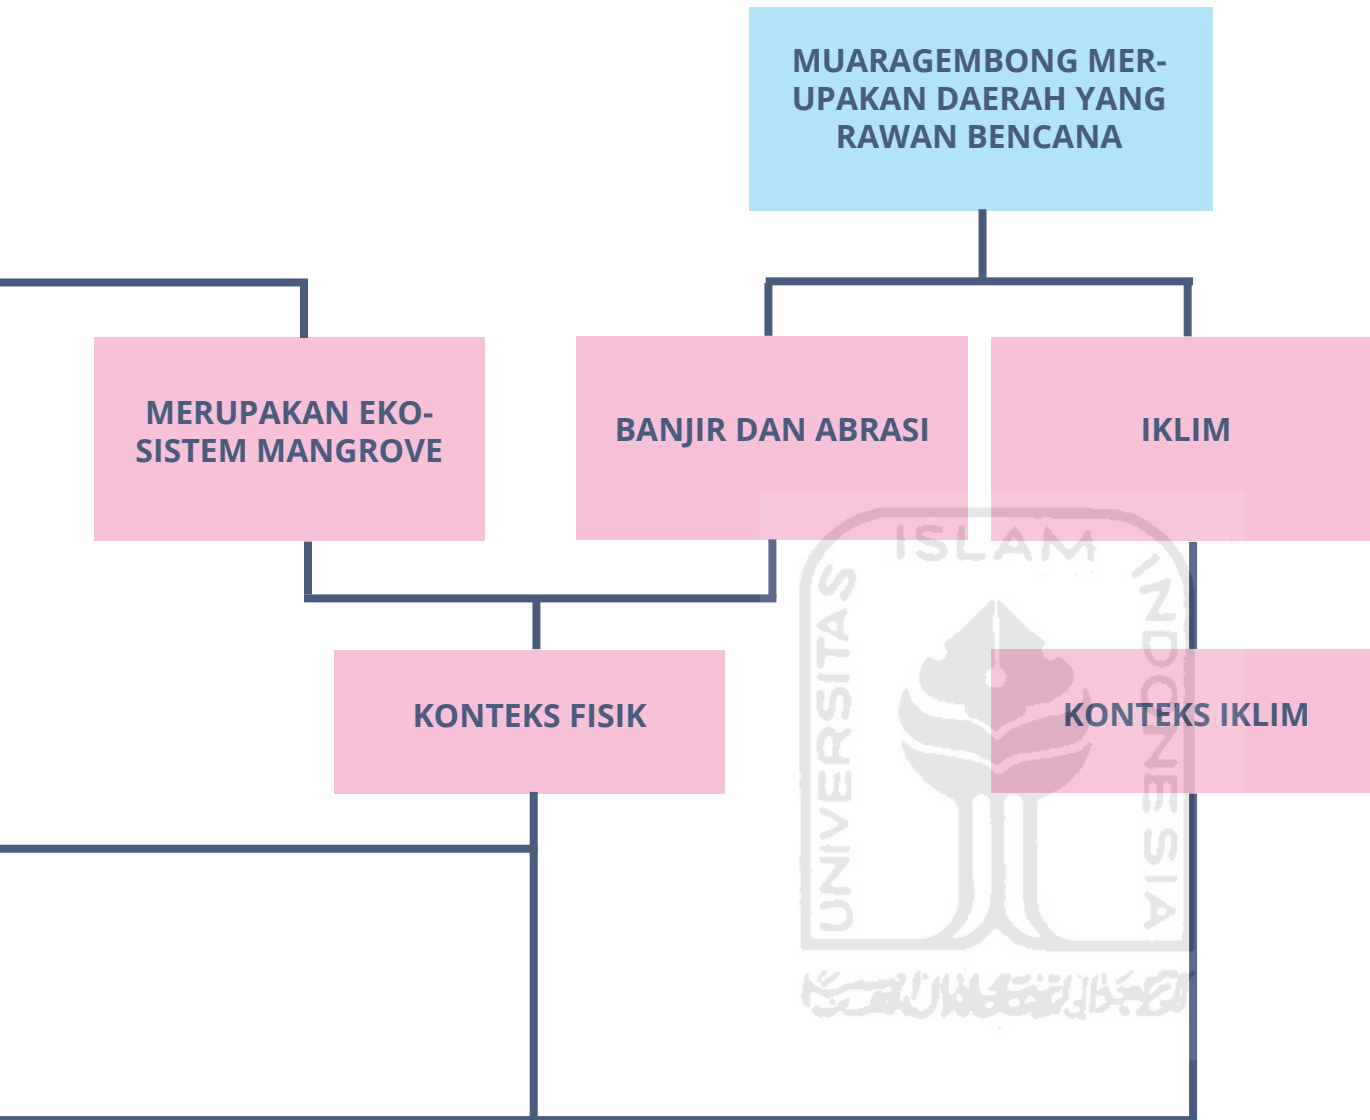 MUARAGEMBONG MER-
UPAKAN DAERAH YANG
RAWAN BENCANA
MERUPAKAN EKO-
SISTEM MANGROVE
BANJIR DAN ABRASI
IKLIM
KONTEKS FISIK
KONTEKS IKLIM
UNIVERSITAS
ISLAM
INDONESIA